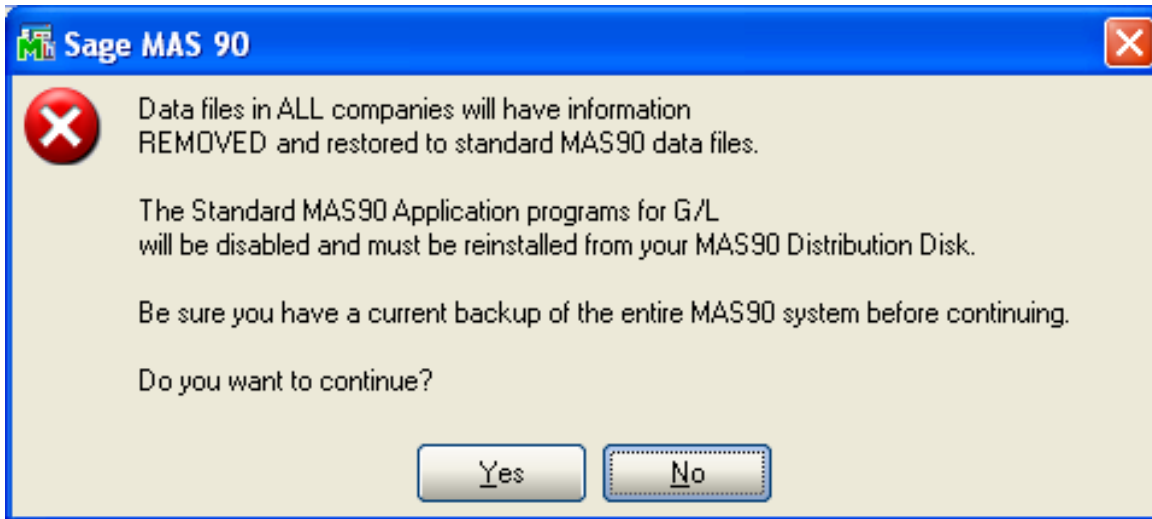 Sage MAS 90
Data files in ALL companies will have information
REMOVED and restored to standard MAS90 data files.
The Standard MAS90 Application programs for G/L
will be disabled and must be reinstalled from your MAS90 Distribution Disk.
Be sure you have a current backup of the entire MAS90 system before continuing.
Do you want to continue?
Yes
No